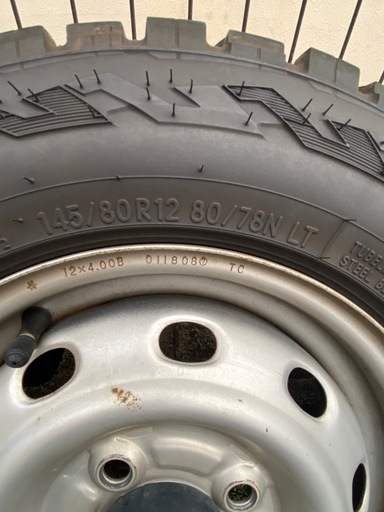 145/80R12 80/78N LT
TUBE
STEEL B
12×4.00B 011808 TC